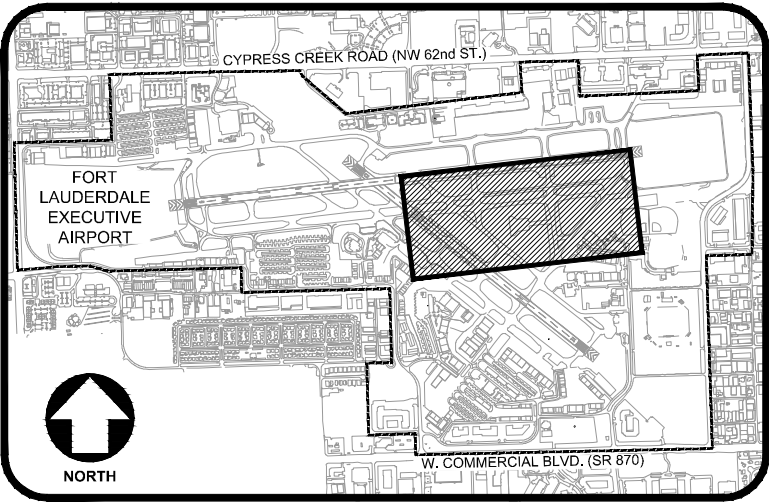 CYPRESS CREEK ROAD (NW 62nd ST.)
FORT
LAUDERDALE
EXECUTIVE
AIRPORT
NORTH
W. COMMERCIAL BLVD. (SR 870)